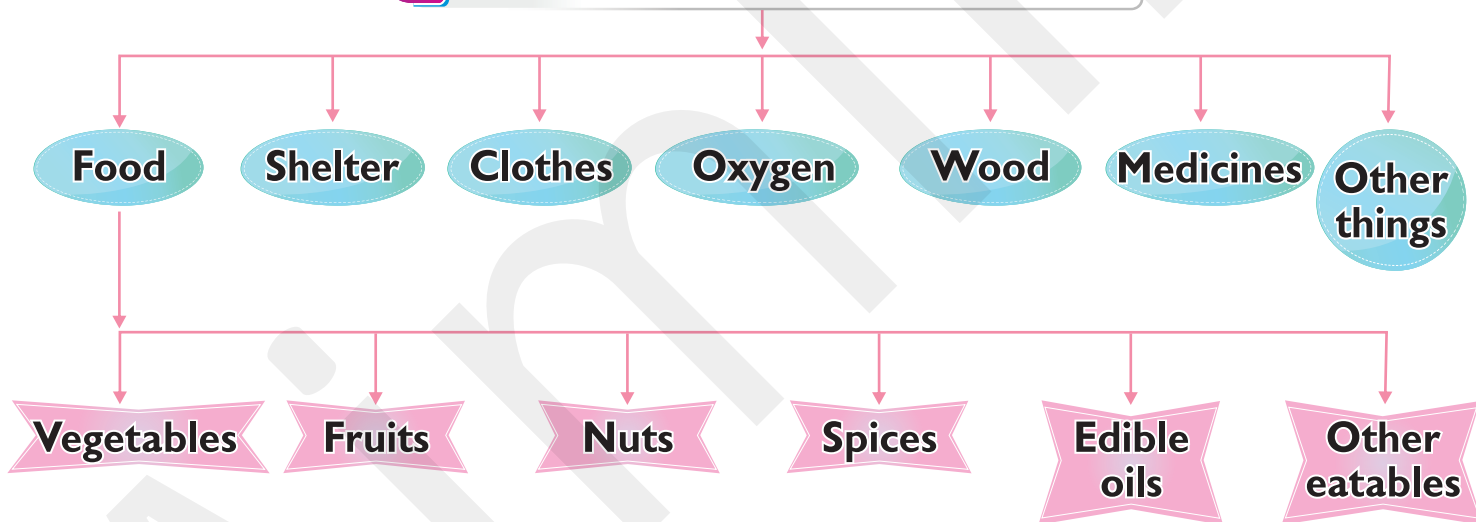 Food
Shelter
Clothes
Oxygen
Wood
Medicines
Other
things
Vegetables
Fruits
Nuts
Spices
Edible
oils
Other
eatables